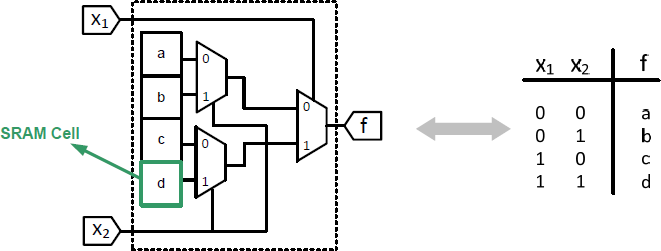 X1
a
0
b
1
c
0
SRAM Cell
d
1
X2
0
1
f
x1 x2 f
0 0 a
0 1 b
1 0 c
1 1 d